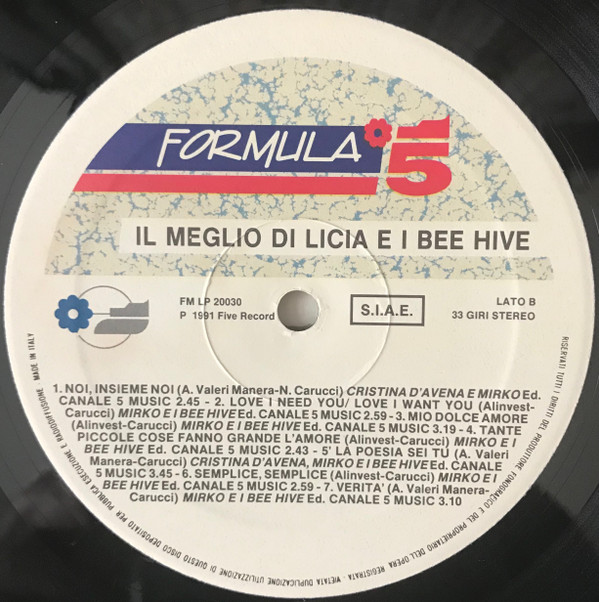 FORMULA 5
IL MEGLIO DI LICIA E I BEE HIVE
FM LP 20030
P 1991 Five Record
S.I.A.E.
LATO B
33 GIRI STEREO
1. NOI, INSIEME NOI (A. Valeri Manera-N. Carucci) CRISTINA D'AVENA E MIRKO Ed.
CANALE 5 MUSIC 2.45 - 2. LOVE I NEED YOU/ LOVE I WANT YOU (Alinvest-
Carucci) MIRKO E I BEE HIVE Ed. CANALE 5 MUSIC 2.59 - 3. MIO DOLCE AMORE
(Alinvest-Carucci) MIRKO E I BEE HIVE Ed. CANALE 5 MUSIC 3.19 - 4. TANTE
PICCOLE COSE FANNO GRANDE L'AMORE (Alinvest-Carucci) MIRKO E I
BEE HIVE Ed. CANALE 5 MUSIC 2.43 - 5' LA POESIA SEI TU (A. Valeri
Manera-Carucci) CRISTINA D'AVENA, MIRKO E I BEE HIVE Ed. CANALE
5 MUSIC 3.45 - 6. SEMPLICE, SEMPLICE (Alinvest-Carucci) MIRKO E I
BEE HIVE Ed. CANALE 5 MUSIC 2.59 - 7. VERITA' (A. Valeri Manera-
Carucci) MIRKO E I BEE HIVE Ed. CANALE 5 MUSIC 3.10
RISERVATI TUTTI I DIRITTI DEL PRODUTTORE FONOGRAFICO E DEL PROPRIETARIO DELL'OPERA REGISTRATA - VIETATA DUPLICAZIONE UTILIZZAZIONE DI QUESTO DISCO DEPOSITATO PER PUBBLICA ESECUZIONE E RADIODIFFUSIONE. MADE IN ITALY